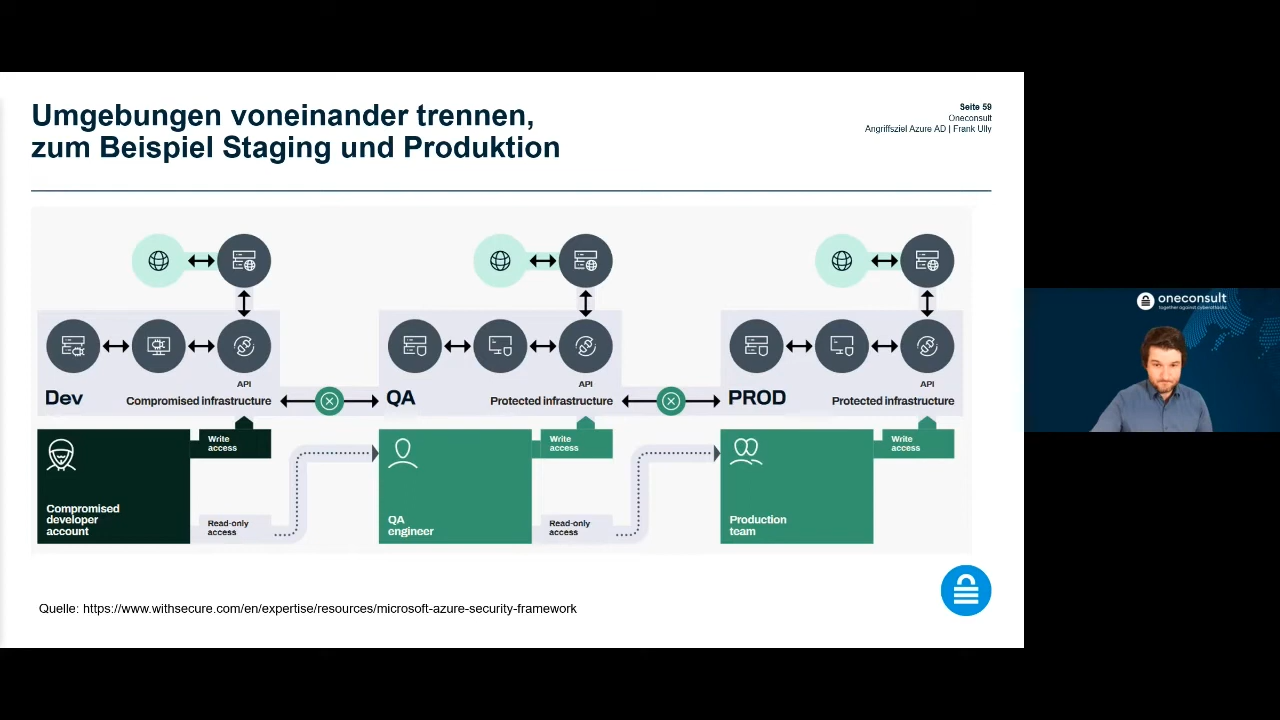 Umgebungen voneinander trennen,
zum Beispiel Staging und Produktion
Seite 59
Oneconsult
Angriffsziel Azure AD | Frank Ully
API
API
API
Dev
Compromised infrastructure
QA
Protected infrastructure
PROD
Protected infrastructure
Write
access
Write
access
Write
access
Compromised
developer
account
Read-only
access
QA
engineer
Read-only
access
Production
team
Quelle: https://www.withsecure.com/en/expertise/resources/microsoft-azure-security-framework
oneconsult
together against cyberattacks